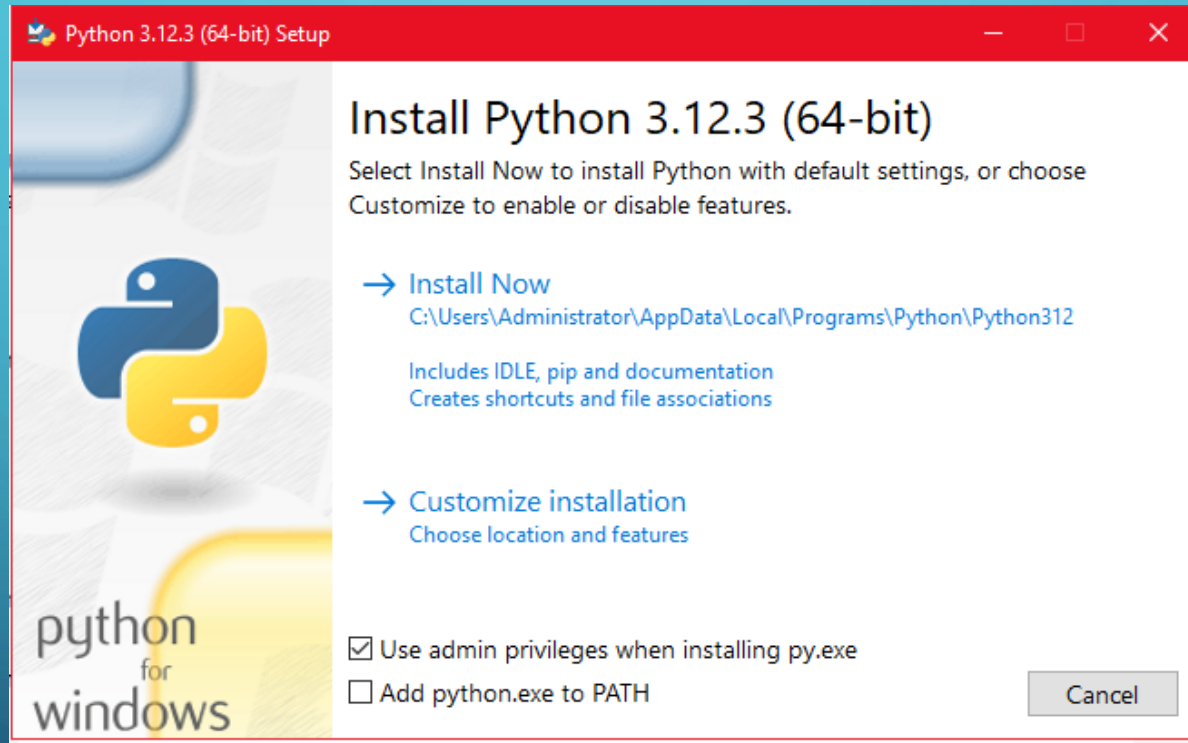 Python 3.12.3 (64-bit) Setup
Install Python 3.12.3 (64-bit)
Select Install Now to install Python with default settings, or choose
Customize to enable or disable features.
Install Now
C:\Users\Administrator\AppData\Local\Programs\Python\Python312
Includes IDLE, pip and documentation
Creates shortcuts and file associations
Customize installation
Choose location and features
python
for
windows
Use admin privileges when installing py.exe
Add python.exe to PATH
Cancel